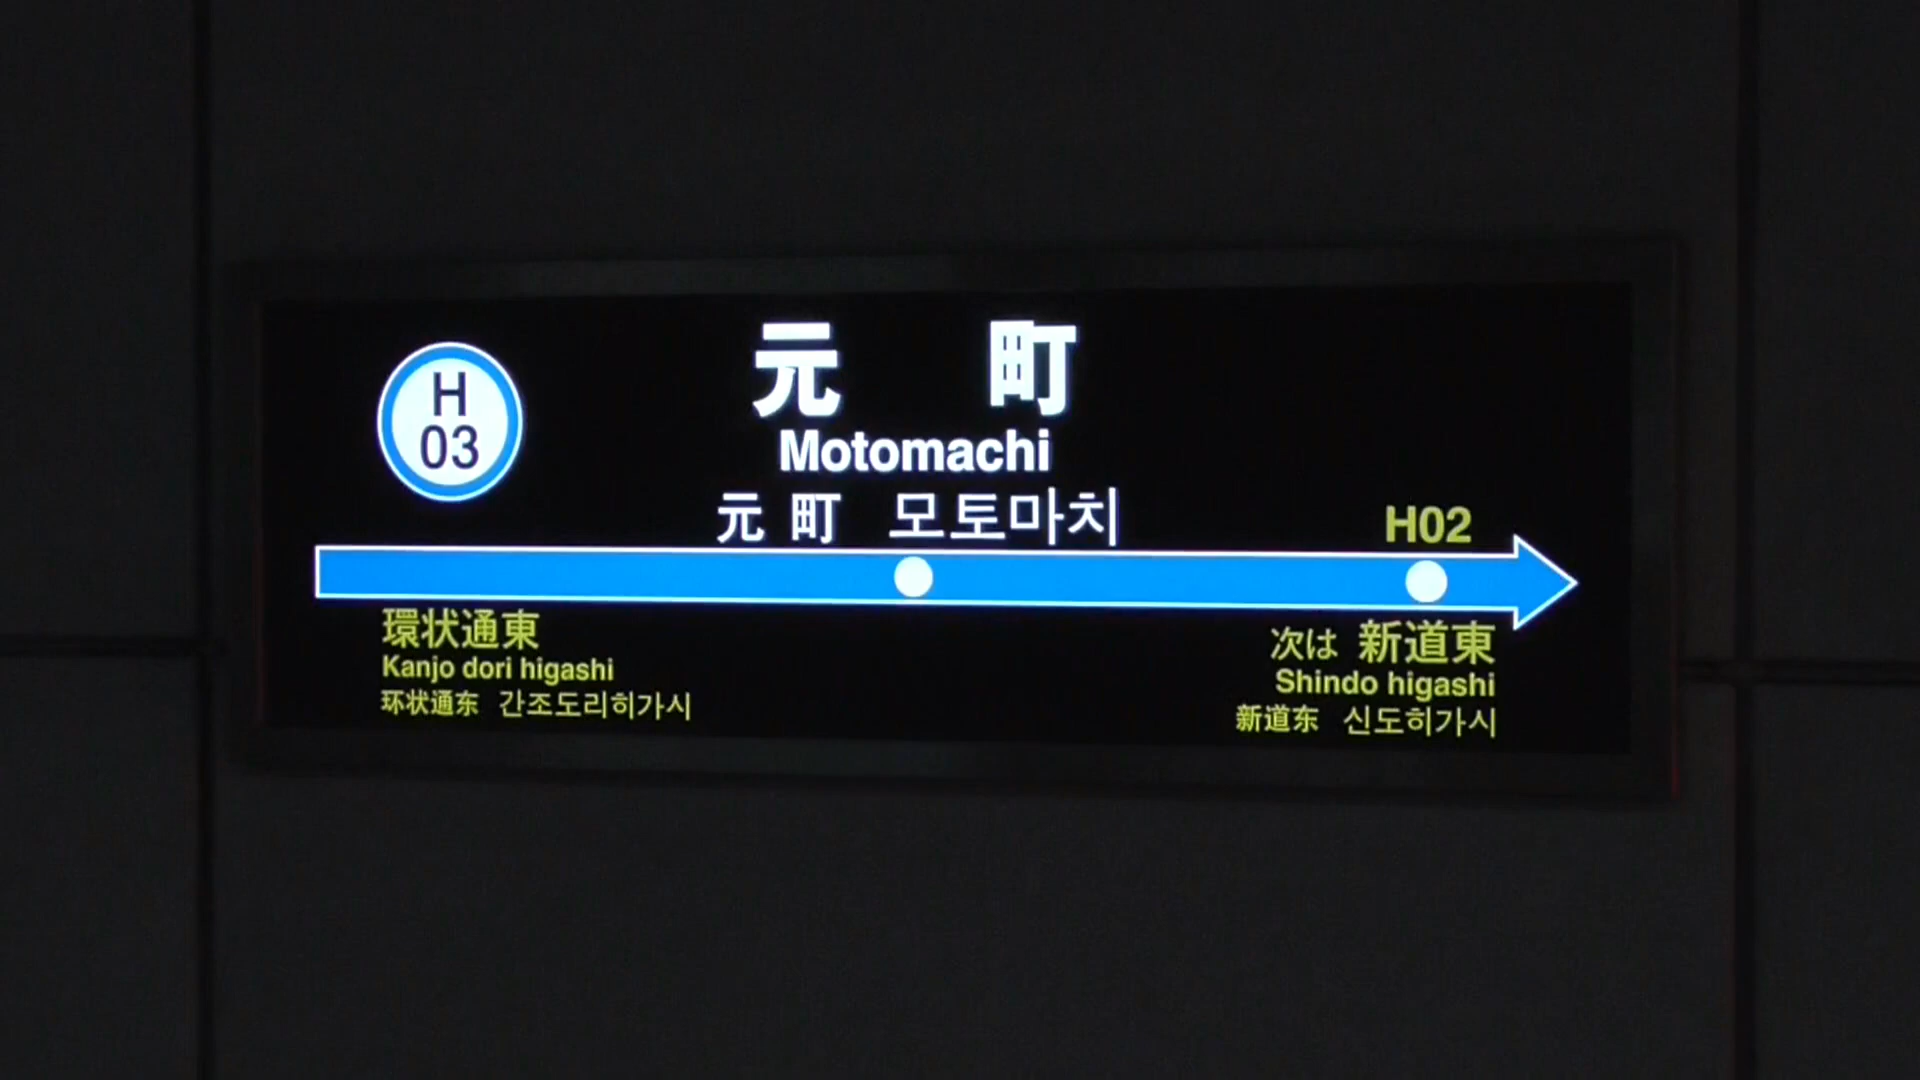 H
03
元町
Motomachi
元町 모토마치
H02
環状通東
Kanjo dori higashi
环状通东 간조도리히가시
次は 新道東
Shindo higashi
新道东 신도히가시